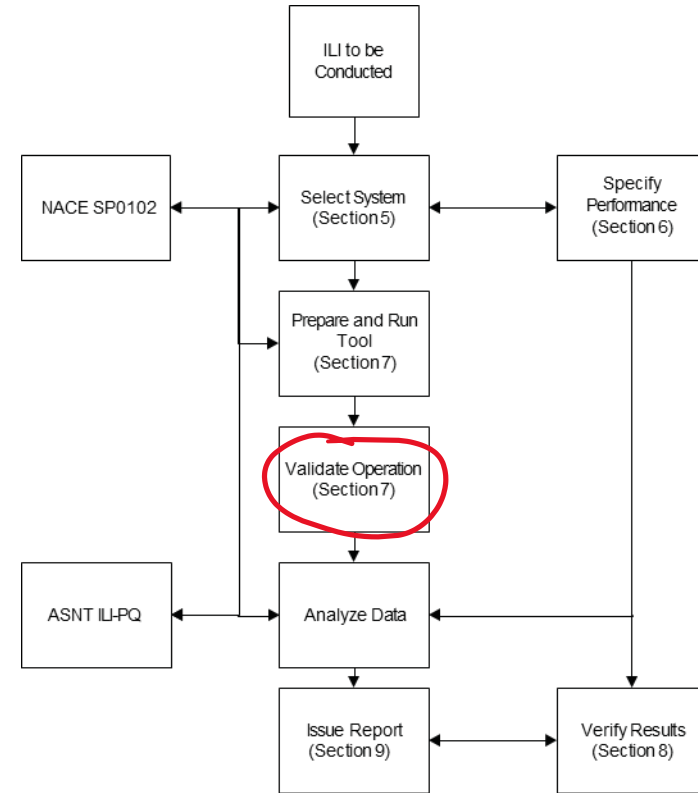 ILI to be
Conducted
NACE SP0102
Select System
(Section 5)
Specify
Performance
(Section 6)
Prepare and Run
Tool
(Section 7)
Validate Operation
(Section 7)
ASNT ILI-PQ
Analyze Data
Issue Report
(Section 9)
Verify Results
(Section 8)